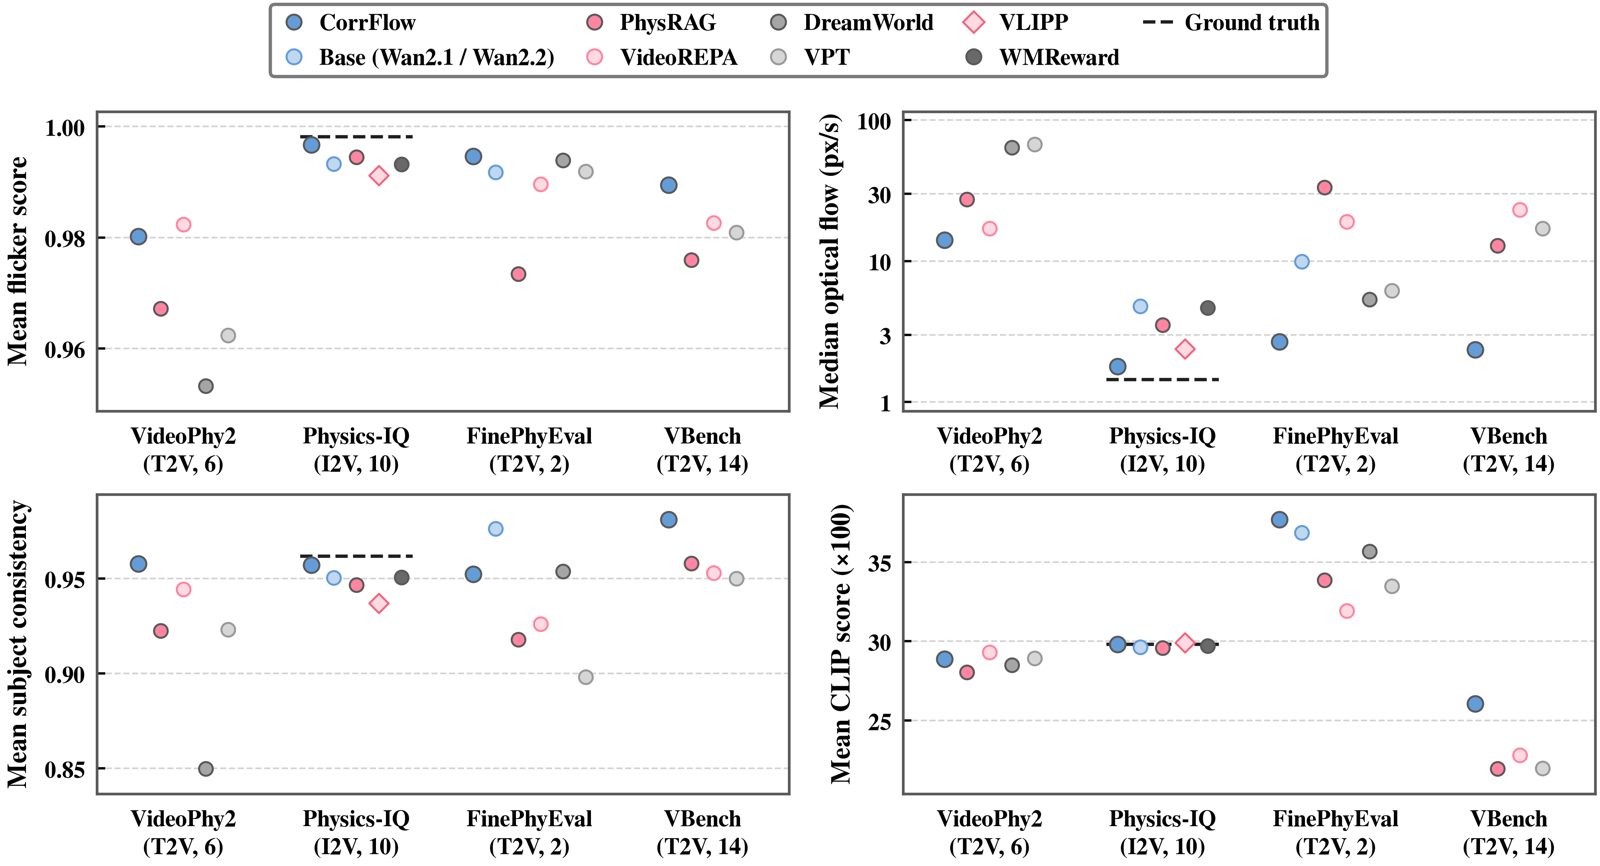 CorrFlow PhysRAG DreamWorld VLIPP Ground truth
Base (Wan2.1 / Wan2.2) VideoREPA VPT WMReward
Mean flicker score
1.00
0.98
0.96
VideoPhy2 Physics-IQ FinePhyEval VBench
(T2V, 6) (I2V, 10) (T2V, 2) (T2V, 14)
Median optical flow (px/s)
100
30
10
3
1
VideoPhy2 Physics-IQ FinePhyEval VBench
(T2V, 6) (I2V, 10) (T2V, 2) (T2V, 14)
Mean subject consistency
0.95
0.90
0.85
VideoPhy2 Physics-IQ FinePhyEval VBench
(T2V, 6) (I2V, 10) (T2V, 2) (T2V, 14)
Mean CLIP score (×100)
35
30
25
VideoPhy2 Physics-IQ FinePhyEval VBench
(T2V, 6) (I2V, 10) (T2V, 2) (T2V, 14)